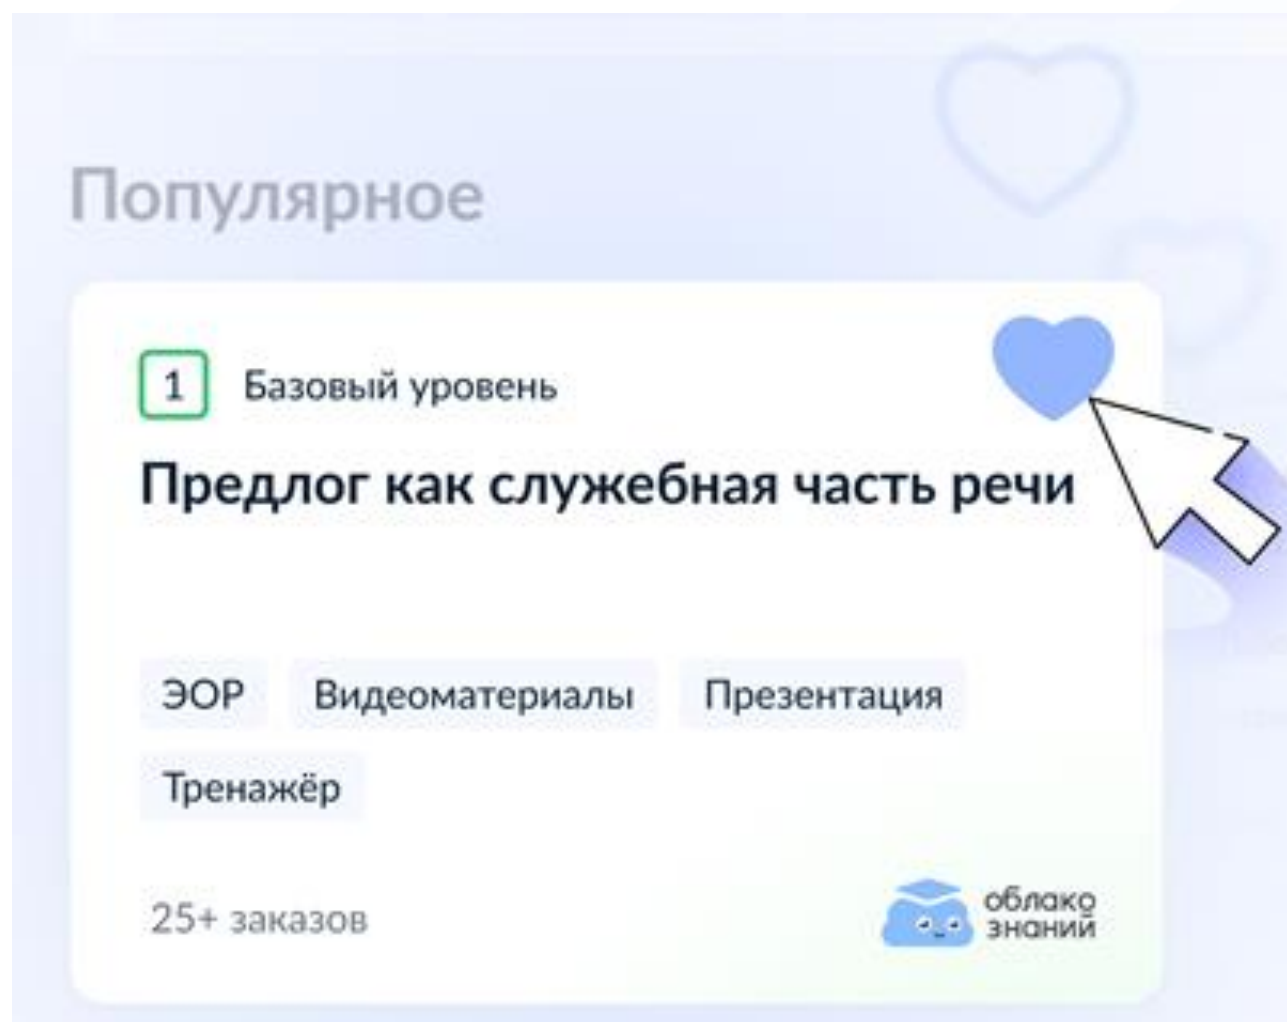 Популярное
1 Базовый уровень
Предлог как служебная часть речи
ЭОР Видеоматериалы Презентация
Тренажёр
25+ заказов
облако
знаний